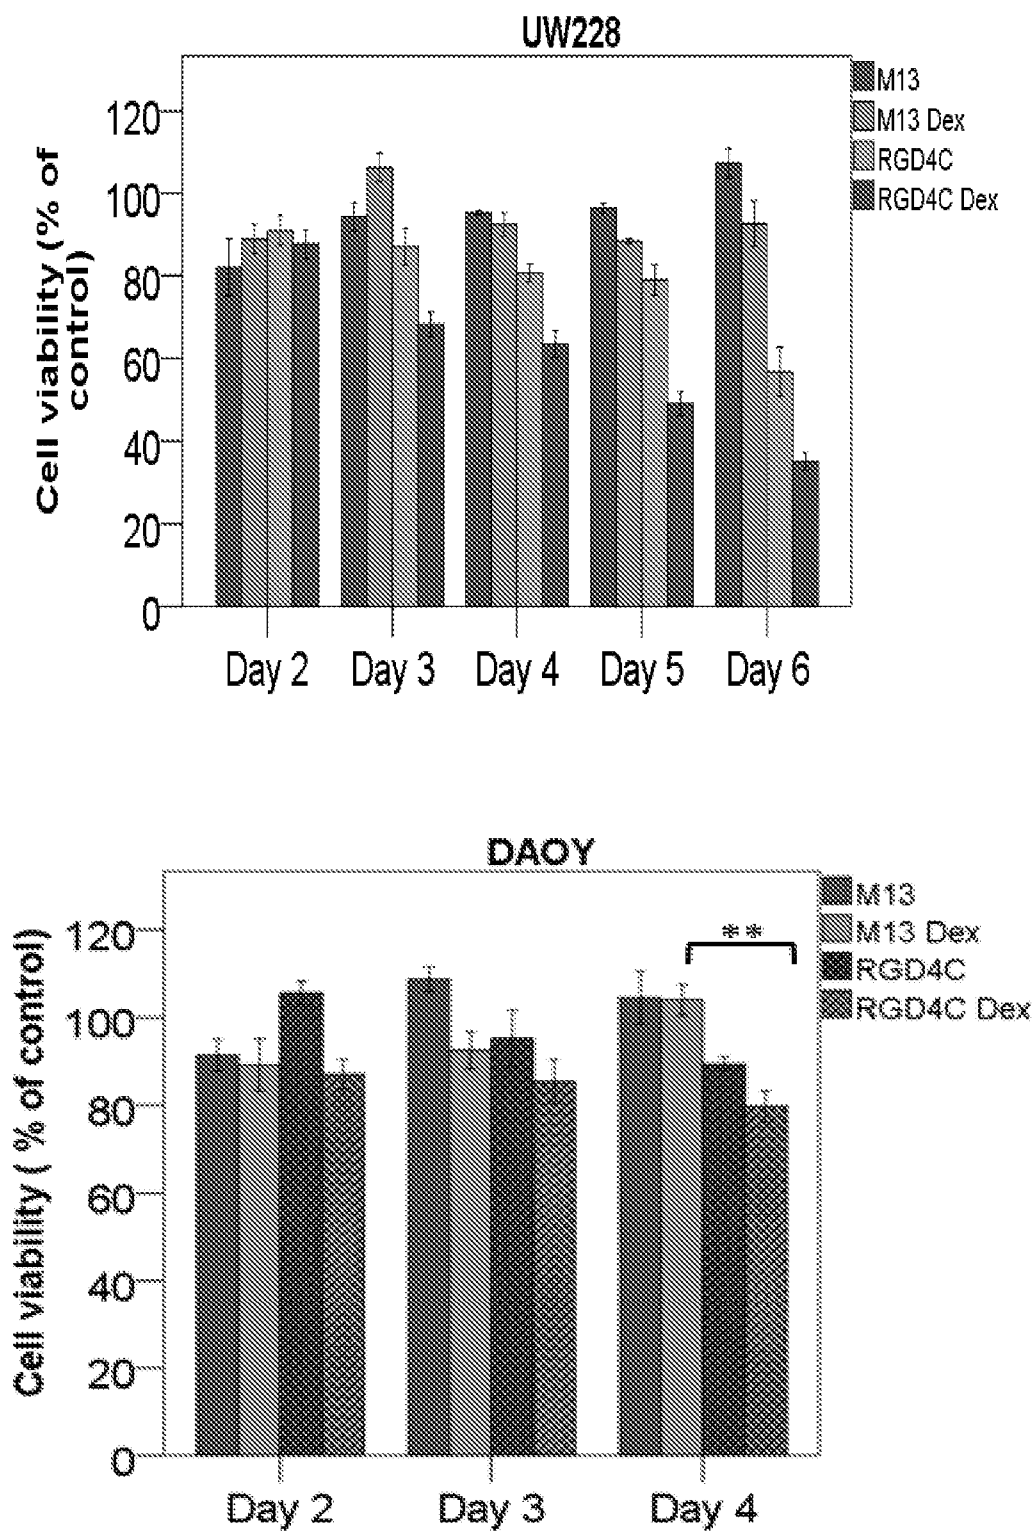 UW228
M13
M13 Dex
RGD4C
RGD4C Dex
Cell viability (% of
control)
120
100
80
60
40
20
0
Day 2 Day 3 Day 4 Day 5 Day 6
DAOY
M13
M13 Dex
RGD4C
RGD4C Dex
**
Cell viability ( % of control)
120
100
80
60
40
20
0
Day 2 Day 3 Day 4